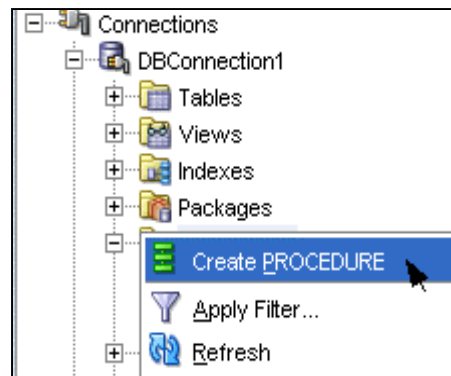 Connections
DBConnection1
Tables
Views
Indexes
Packages
Create PROCEDURE
Apply Filter...
Refresh